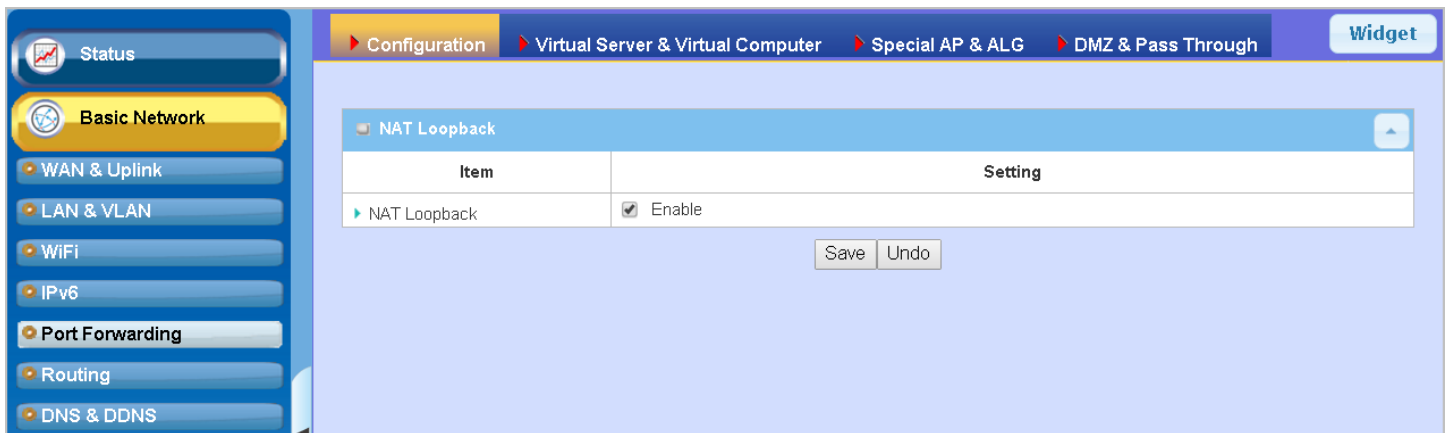 Status
Basic Network
WAN & Uplink
LAN & VLAN
WiFi
IPv6
Port Forwarding
Routing
DNS & DDNS
Configuration Virtual Server & Virtual Computer Special AP & ALG DMZ & Pass Through
Widget
NAT Loopback
Item Setting
NAT Loopback Enable
Save Undo